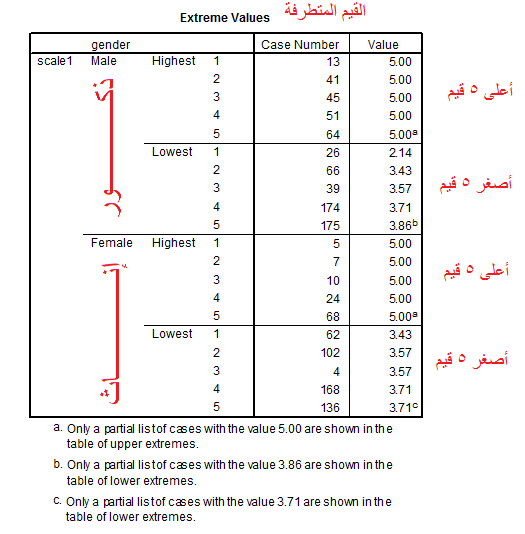 Extreme Values القيم المتطرفة
gender Case Number Value
scale1 Male Highest 1 13 5.00
2 41 5.00
3 45 5.00 أعلى ٥ قيم
4 51 5.00
5 64 5.00a
Lowest 1 26 2.14
2 66 3.43
3 39 3.57 أصغر ٥ قيم
4 174 3.71
5 175 3.86b
Female Highest 1 5 5.00
2 7 5.00
3 10 5.00 أعلى ٥ قيم
4 24 5.00
5 68 5.00a
Lowest 1 62 3.43
2 102 3.57
3 4 3.57 أصغر ٥ قيم
4 168 3.71
5 136 3.71c
a. Only a partial list of cases with the value 5.00 are shown in the
table of upper extremes.
b. Only a partial list of cases with the value 3.86 are shown in the
table of lower extremes.
c. Only a partial list of cases with the value 3.71 are shown in the
table of lower extremes.